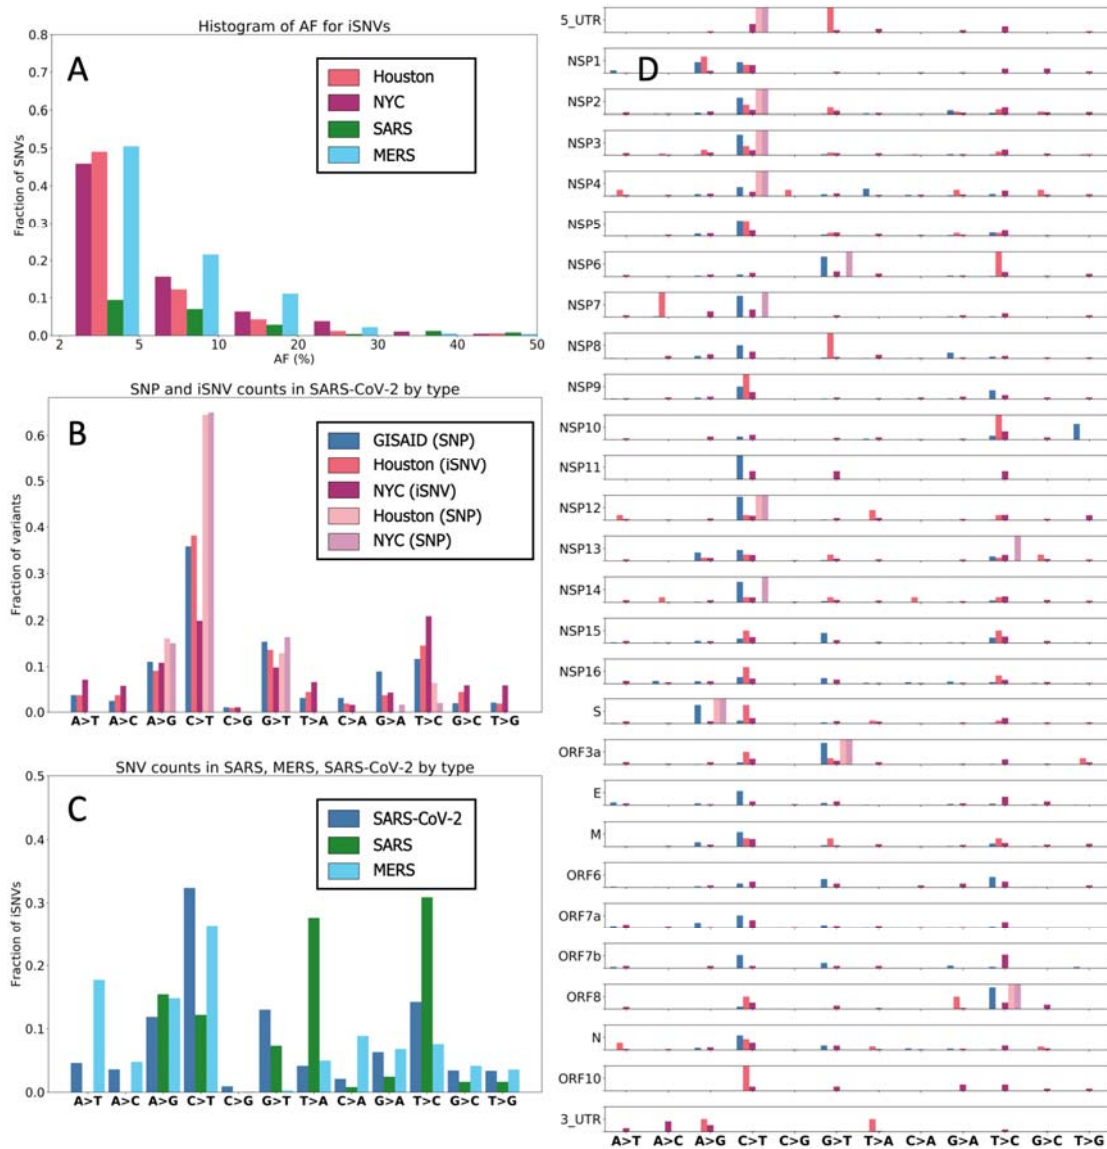 Histogram of AF for iSNVs
A
Houston
NYC
SARS
MERS
Fraction of SNVs
0.8
0.7
0.6
0.5
0.4
0.3
0.2
0.1
0.0
2 5 10 20 30 40 50
AF (%)
SNP and iSNV counts in SARS-CoV-2 by type
B
GISAID (SNP)
Houston (iSNV)
NYC (iSNV)
Houston (SNP)
NYC (SNP)
Fraction of variants
0.6
0.5
0.4
0.3
0.2
0.1
0.0
A>T A>C A>G C>T C>G G>T T>A C>A G>A T>C G>C T>G
SNV counts in SARS, MERS, SARS-CoV-2 by type
C
SARS-CoV-2
SARS
MERS
Fraction of iSNVs
0.5
0.4
0.3
0.2
0.1
0.0
A>T A>C A>G C>T C>G G>T T>A C>A G>A T>C G>C T>G
D
5_UTR
NSP1
NSP2
NSP3
NSP4
NSP5
NSP6
NSP7
NSP8
NSP9
NSP10
NSP11
NSP12
NSP13
NSP14
NSP15
NSP16
S
ORF3a
E
M
ORF6
ORF7a
ORF7b
ORF8
N
ORF10
3_UTR
A>T A>C A>G C>T C>G G>T T>A C>A G>A T>C G>C T>G